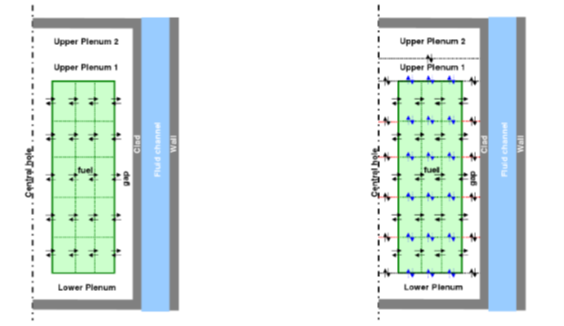 Upper Plenum 2
Upper Plenum 1
Central hole
fuel
gap
Clad
Fluid channel
Wall
Lower Plenum
Upper Plenum 2
Upper Plenum 1
Central hole
fuel
gap
Clad
Fluid channel
Wall
Lower Plenum